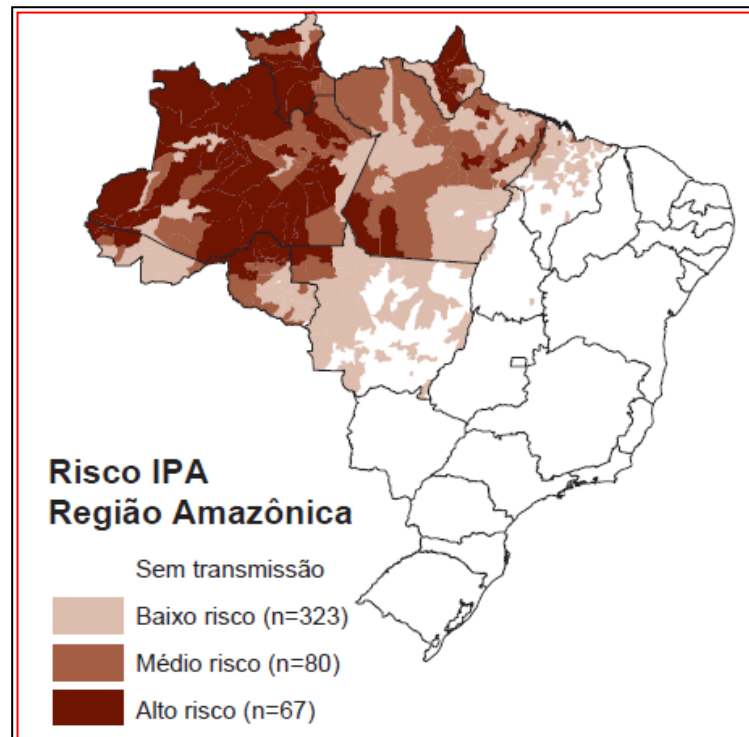 Risco IPA
Região Amazônica
Sem transmissão
Baixo risco (n=323)
Médio risco (n=80)
Alto risco (n=67)